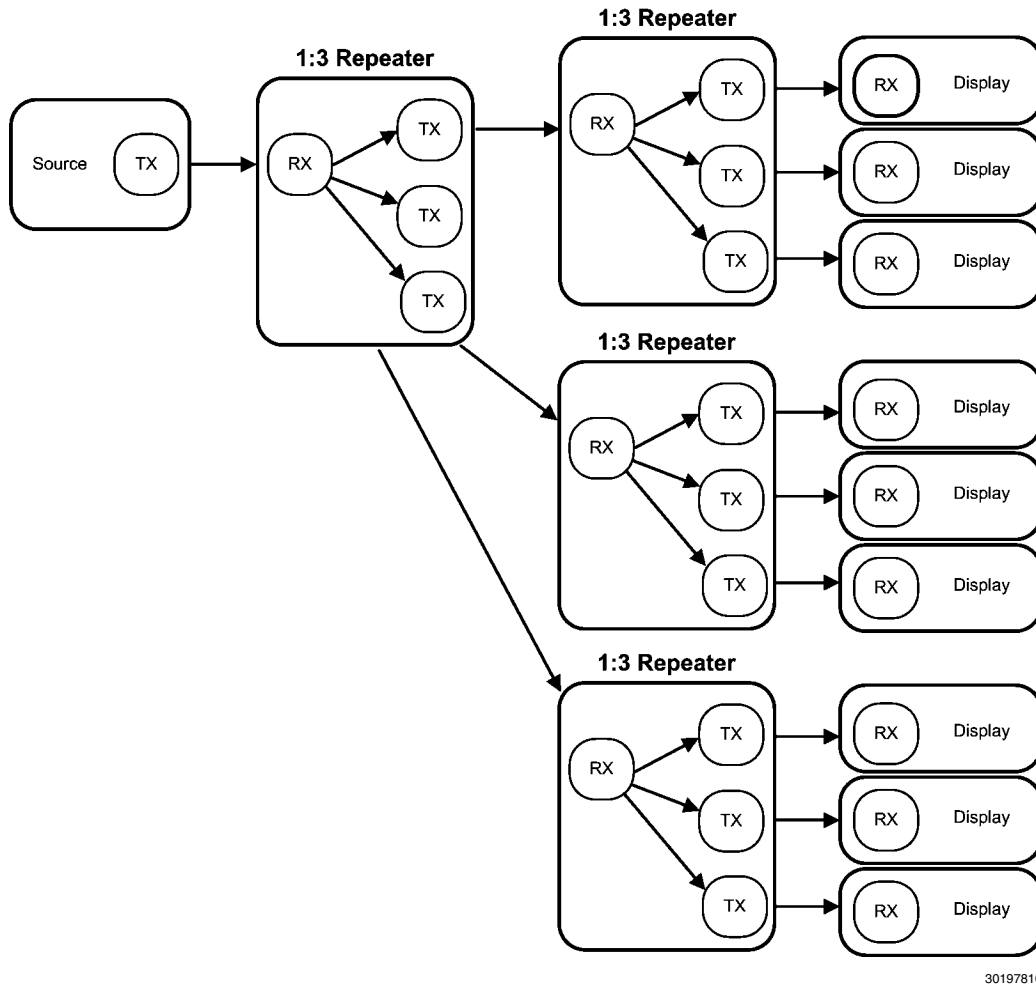 1:3 Repeater
1:3 Repeater
Source
TX
RX
TX
TX
TX
RX
TX
TX
TX
RX
Display
RX
Display
RX
Display
1:3 Repeater
RX
TX
TX
TX
RX
Display
RX
Display
RX
Display
1:3 Repeater
RX
TX
TX
TX
RX
Display
RX
Display
RX
Display